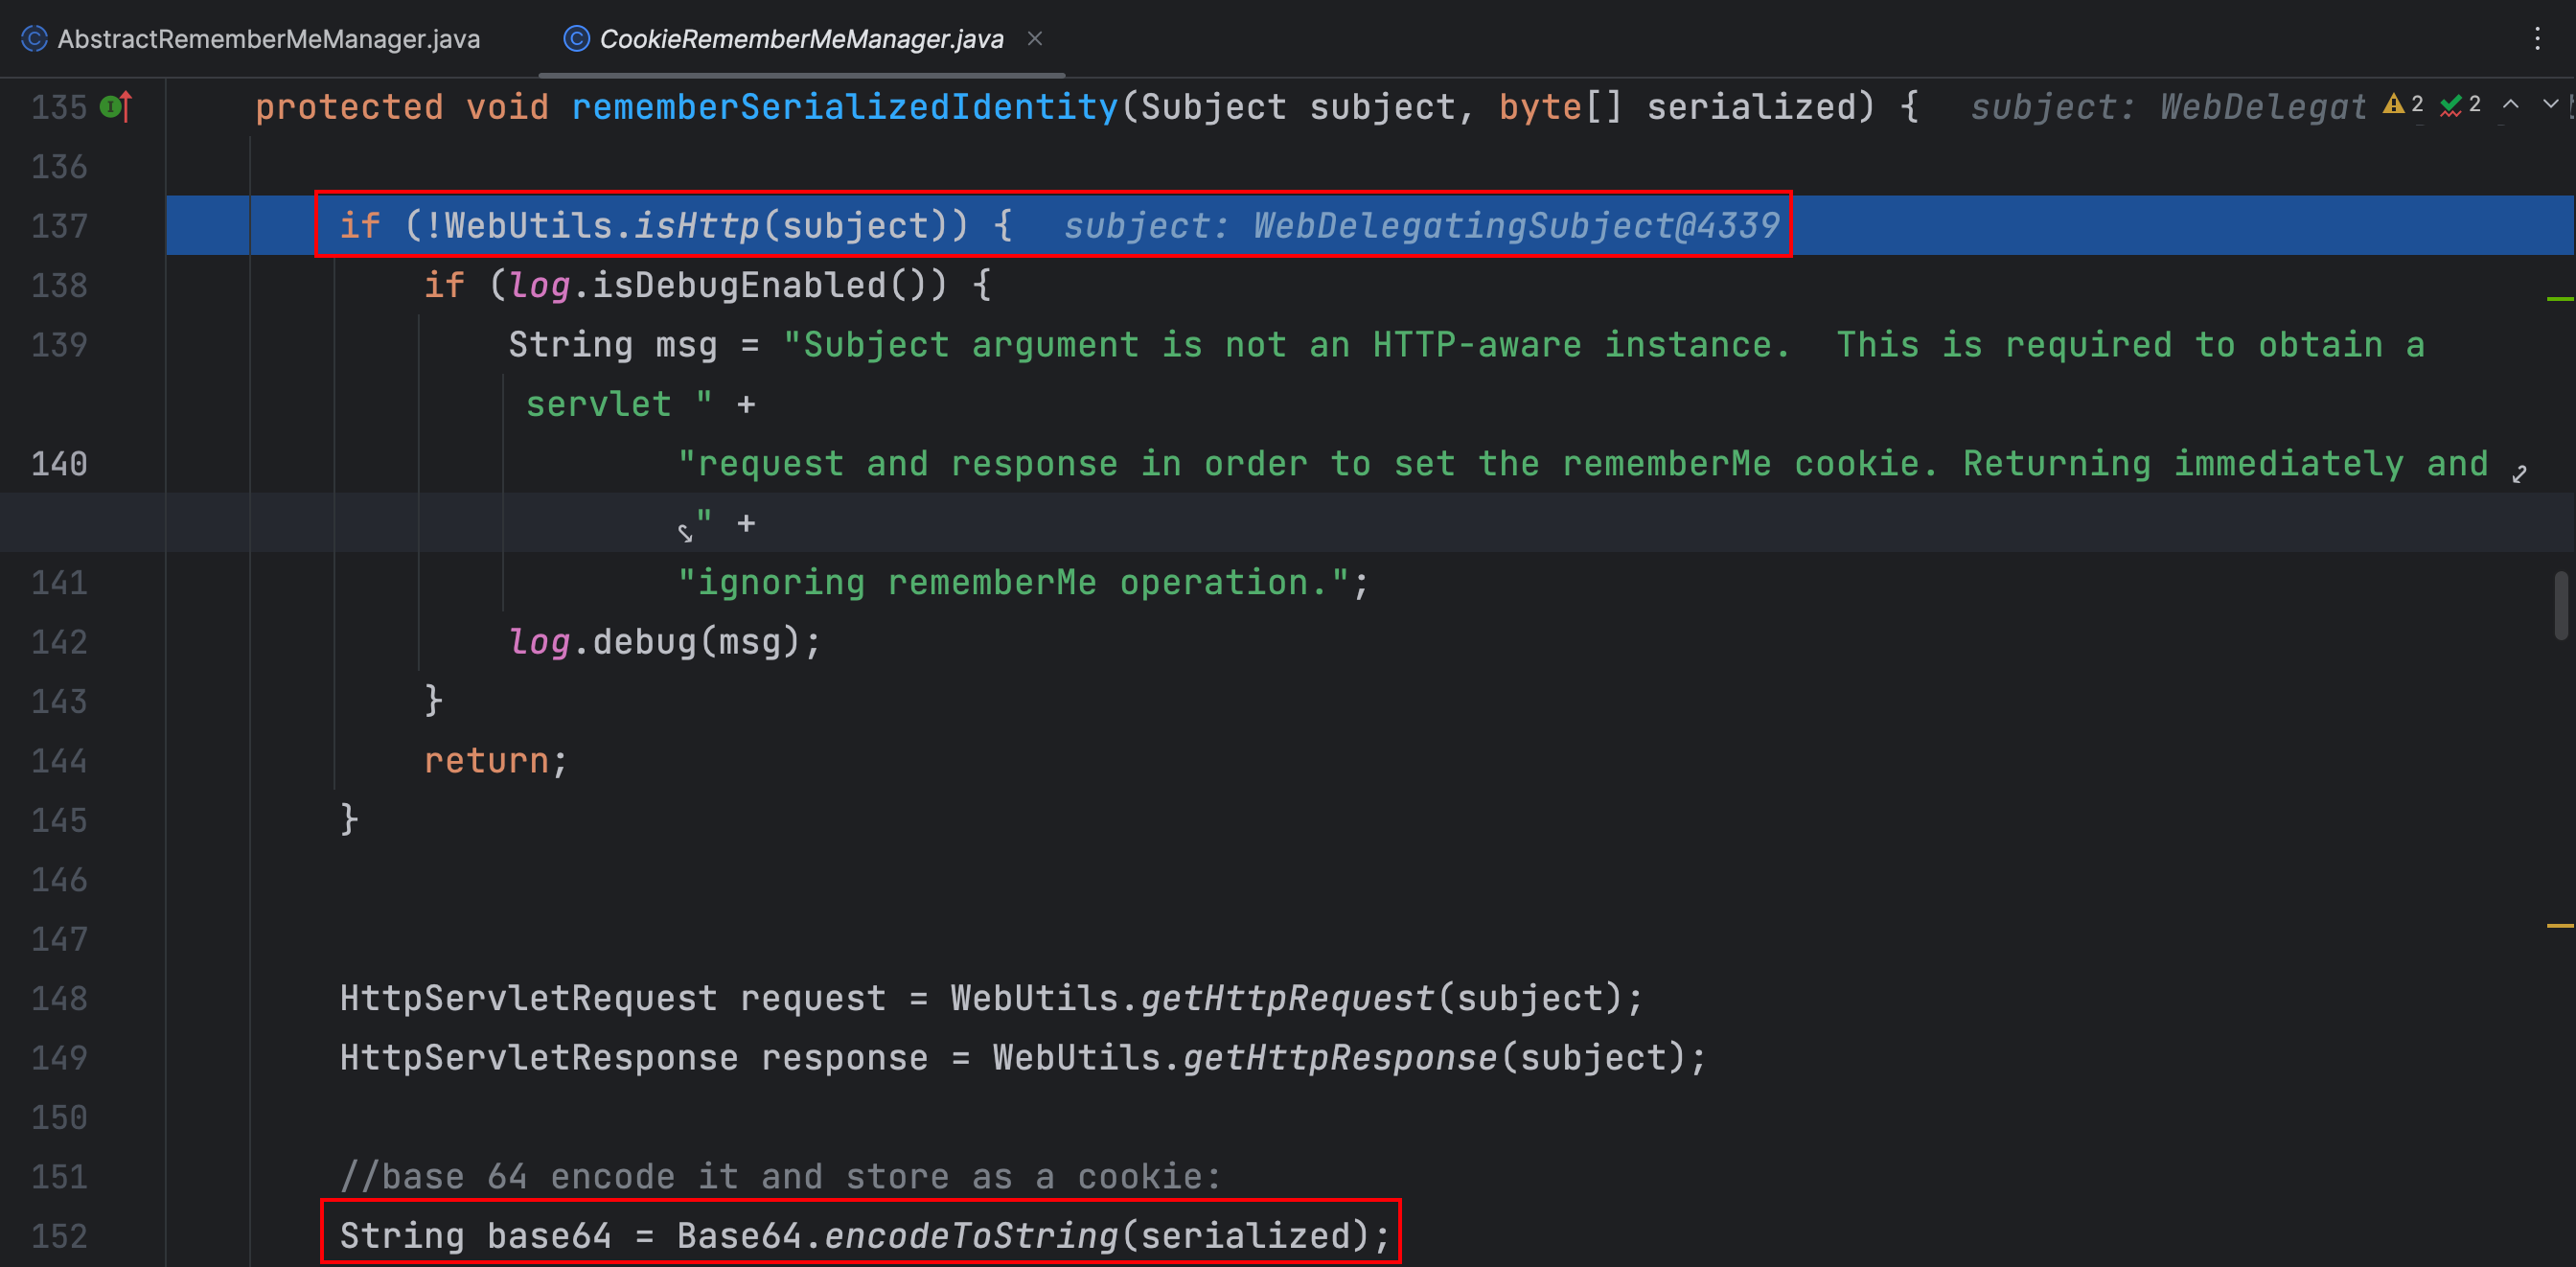 AbstractRememberMeManager.java CookieRememberMeManager.java
135 protected void rememberSerializedIdentity(Subject subject, byte[] serialized) { subject: WebDelegat 2 2
136
137 if (!WebUtils.isHttp(subject)) { subject: WebDelegatingSubject@4339
138 if (log.isDebugEnabled()) {
139 String msg = "Subject argument is not an HTTP-aware instance.  This is required to obtain a
servlet " +
140 "request and response in order to set the rememberMe cookie. Returning immediately and
" +
141 "ignoring rememberMe operation.";
142 log.debug(msg);
143 }
144 return;
145 }
146
147
148 HttpServletRequest request = WebUtils.getHttpRequest(subject);
149 HttpServletResponse response = WebUtils.getHttpResponse(subject);
150
151 //base 64 encode it and store as a cookie:
152 String base64 = Base64.encodeToString(serialized);